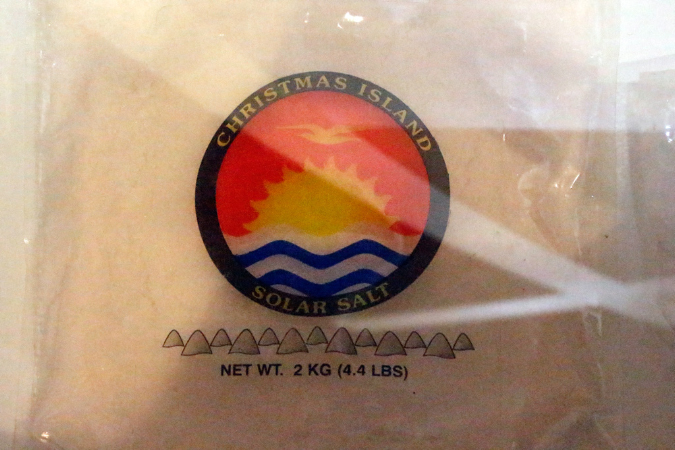 CHRISTMAS ISLAND
SOLAR SALT
NET WT. 2 KG (4.4 LBS)